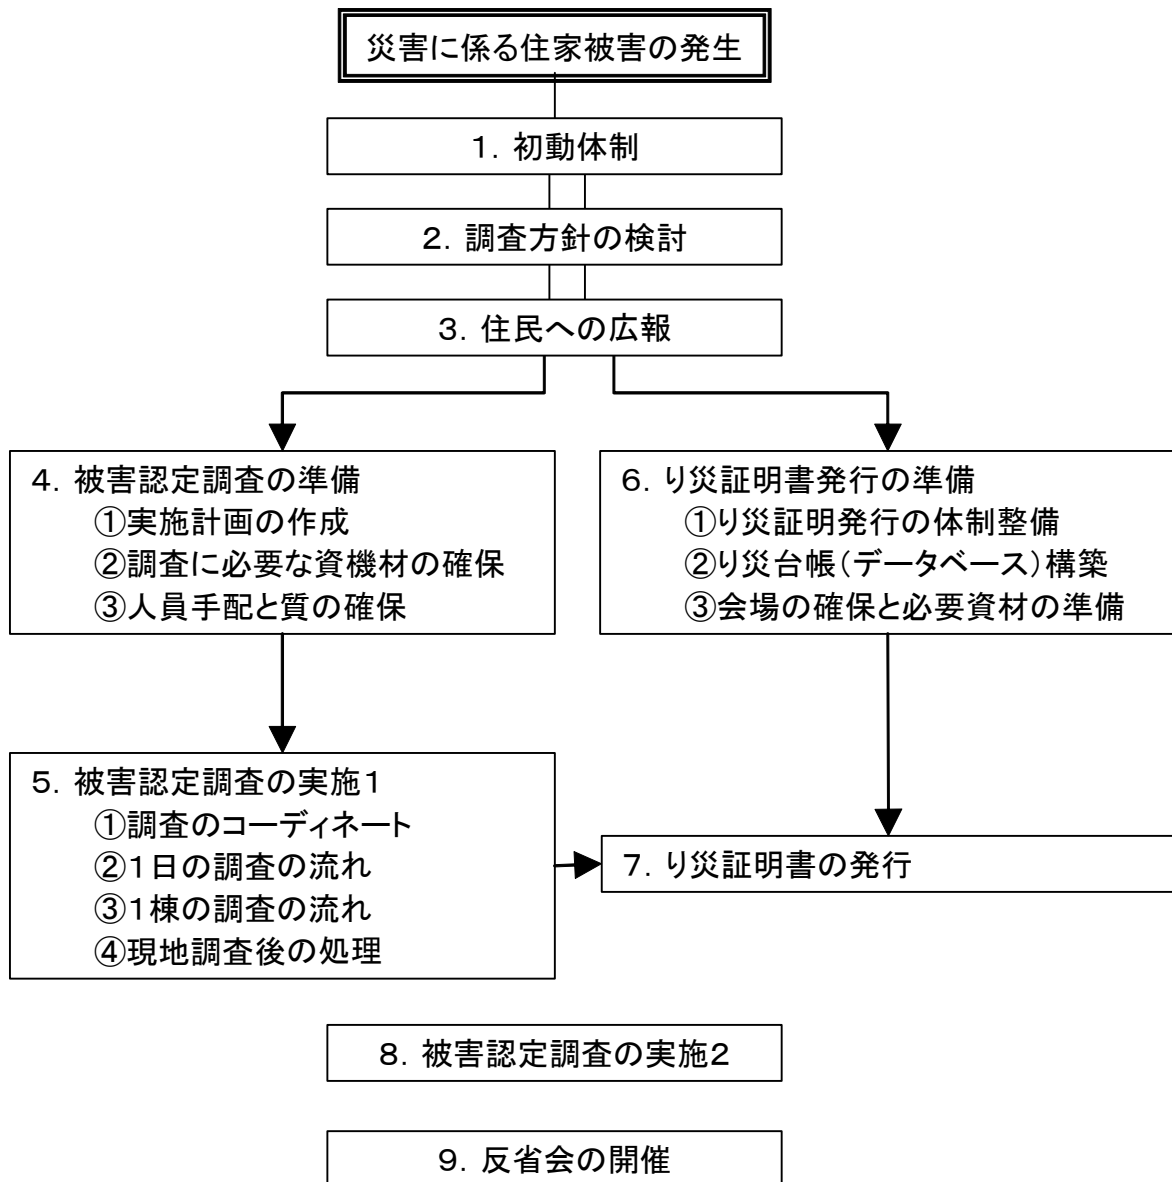 災害に係る住家被害の発生
１．初動体制
２．調査方針の検討
３．住民への広報
４．被害認定調査の準備
①実施計画の作成
②調査に必要な資機材の確保
③人員手配と質の確保
６．り災証明書発行の準備
①り災証明発行の体制整備
②り災台帳（データベース）構築
③会場の確保と必要資材の準備
５．被害認定調査の実施１
①調査のコーディネート
②１日の調査の流れ
③１棟の調査の流れ
④現地調査後の処理
７．り災証明書の発行
８．被害認定調査の実施２
９．反省会の開催